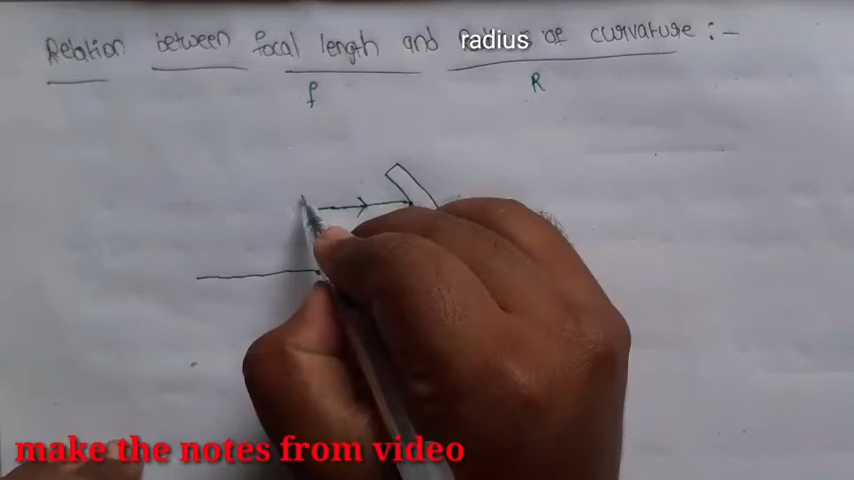 Relation between focal length and radius of curvature :-
f R
make the notes from video